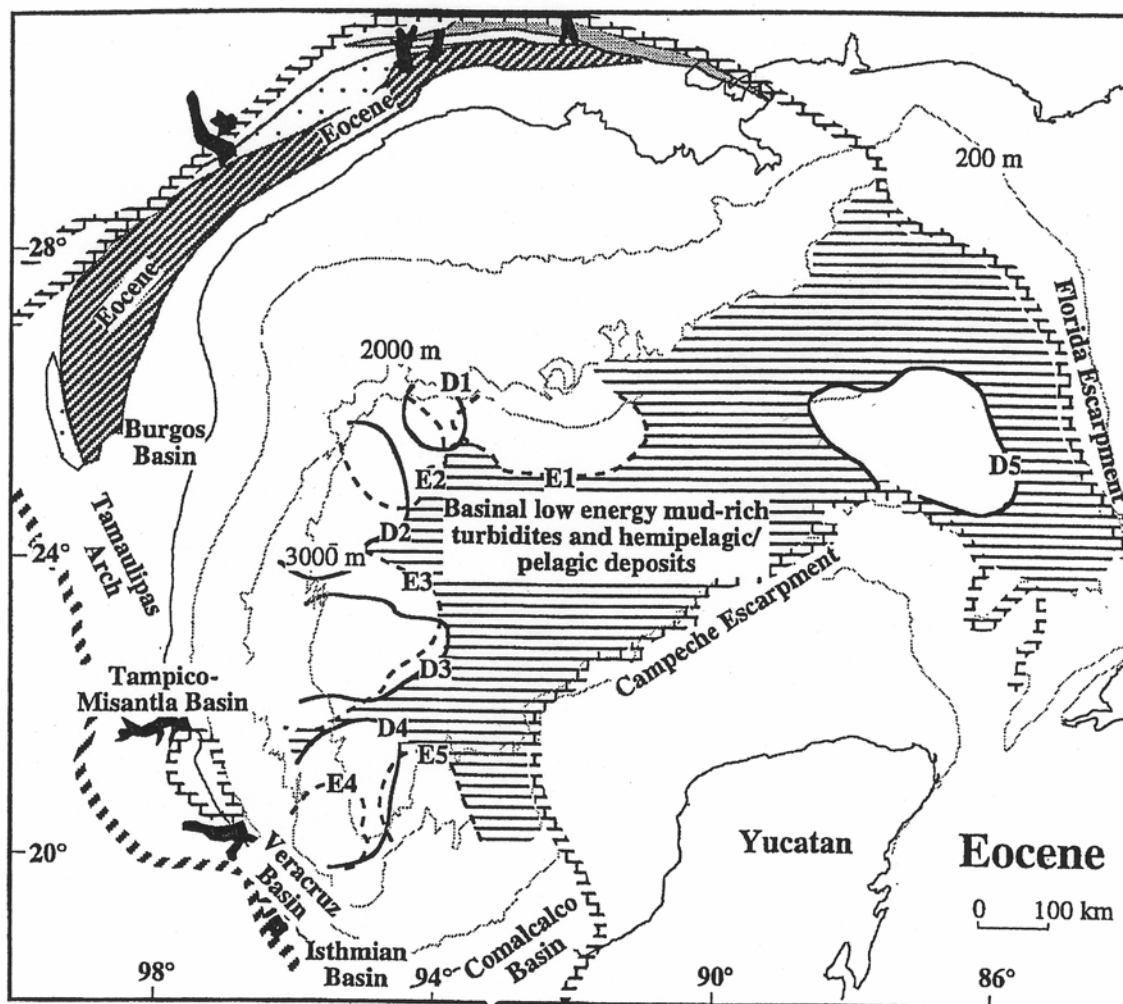 Eocene
200 m
28°
Eocene
Florida Escarpment
2000 m
D1
Burgos
Basin
E2
E1
D5
Basinal low energy mud-rich
turbidites and hemipelagic/
pelagic deposits
D2
24°
3000 m
E3
Tamaulipas
Arch
Campeche Escarpment
D3
Tampico-
Misantla Basin
D4
E5
E4
20°
Yucatan
Eocene
Veracruz
Basin
0 100 km
Isthmian
Basin
Comalcalco
Basin
98°
94°
90°
86°